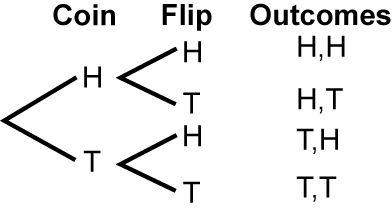 Coin Flip Outcomes
H H H,H
T H,T
T H T,H
T T,T